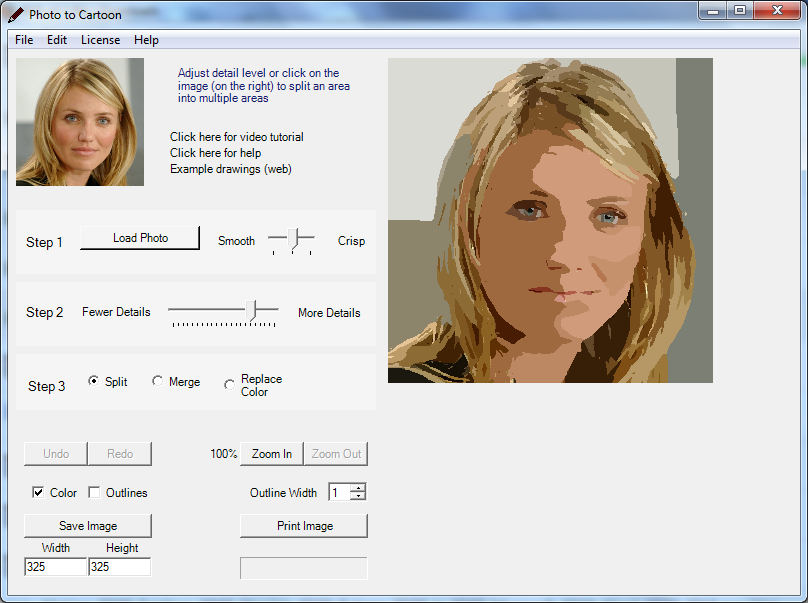 Photo to Cartoon
File Edit License Help
Adjust detail level or click on the
image (on the right) to split an area
into multiple areas
Click here for video tutorial
Click here for help
Example drawings (web)
Step 1 Load Photo Smooth Crisp
Step 2 Fewer Details More Details
Step 3 Split Merge Replace
Color
Undo Redo 100% Zoom In Zoom Out
Color Outlines Outline Width 1
Save Image Print Image
Width Height
325 325